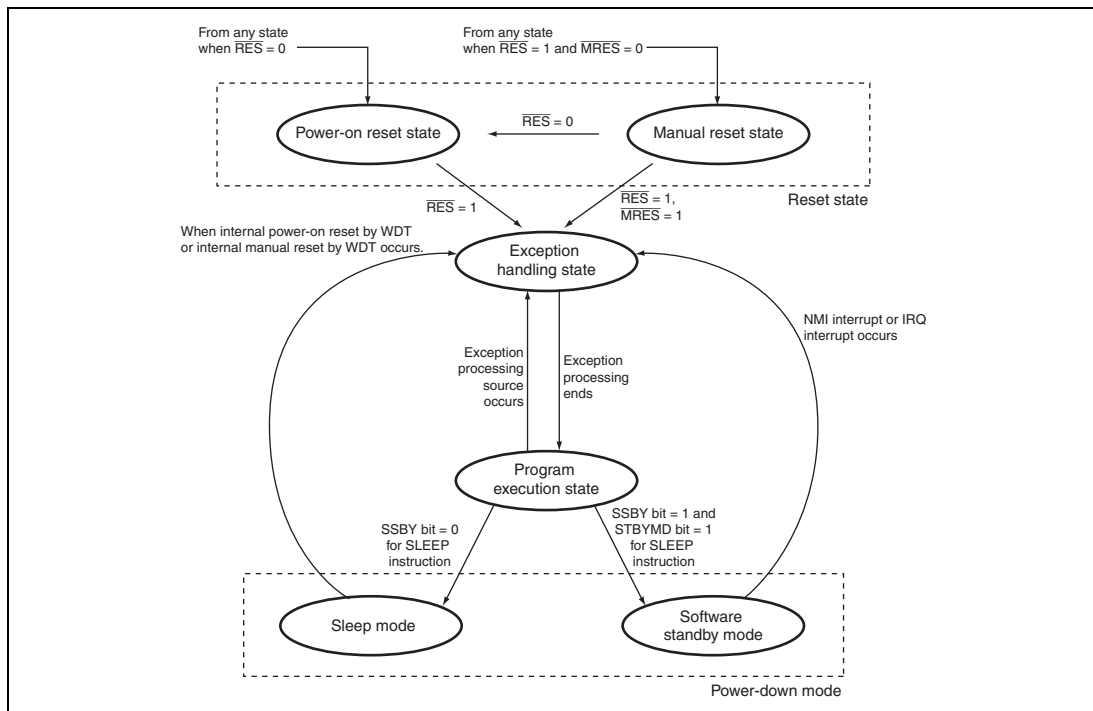 From any state
when RES = 0
From any state
when RES = 1 and MRES = 0
Power-on reset state
RES = 0
Manual reset state
Reset state
RES = 1
RES = 1,
MRES = 1
When internal power-on reset by WDT
or internal manual reset by WDT occurs.
Exception
handling state
NMI interrupt or IRQ
interrupt occurs
Exception
processing
source
occurs
Exception
processing
ends
Program
execution state
SSBY bit = 0
for SLEEP
instruction
SSBY bit = 1 and
STBYMD bit = 1
for SLEEP
instruction
Sleep mode
Software
standby mode
Power-down mode